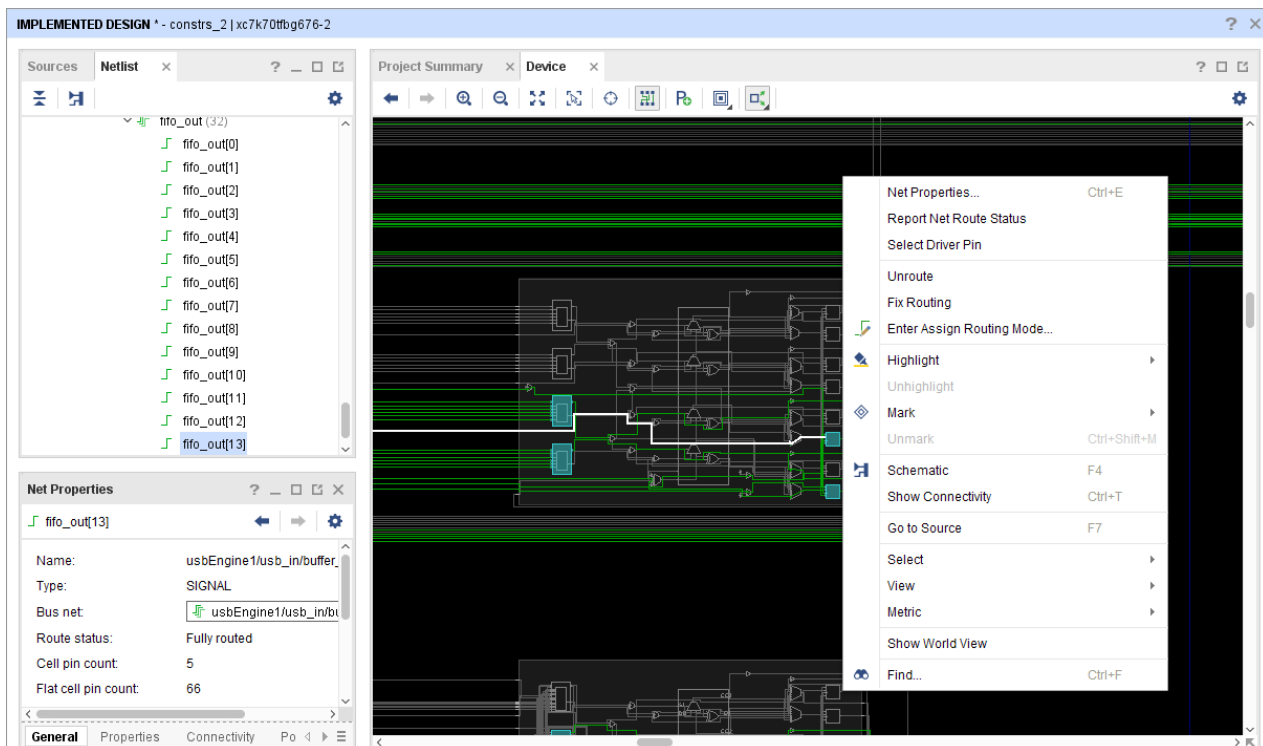 IMPLEMENTED DESIGN * - constrs_2 | xc7k70tfbg676-2
Sources Netlist
fifo_out (32)
fifo_out[0]
fifo_out[1]
fifo_out[2]
fifo_out[3]
fifo_out[4]
fifo_out[5]
fifo_out[6]
fifo_out[7]
fifo_out[8]
fifo_out[9]
fifo_out[10]
fifo_out[11]
fifo_out[12]
fifo_out[13]
Net Properties
fifo_out[13]
Name: usbEngine1/usb_in/buffer_
Type: SIGNAL
Bus net: usbEngine1/usb_in/bu
Route status: Fully routed
Cell pin count: 5
Flat cell pin count: 66
General Properties Connectivity Po
Project Summary Device
Net Properties... Ctrl+E
Report Net Route Status
Select Driver Pin
Unroute
Fix Routing
Enter Assign Routing Mode...
Highlight
Unhighlight
Mark
Unmark Ctrl+Shift+M
Schematic F4
Show Connectivity Ctrl+T
Go to Source F7
Select
View
Metric
Show World View
Find... Ctrl+F